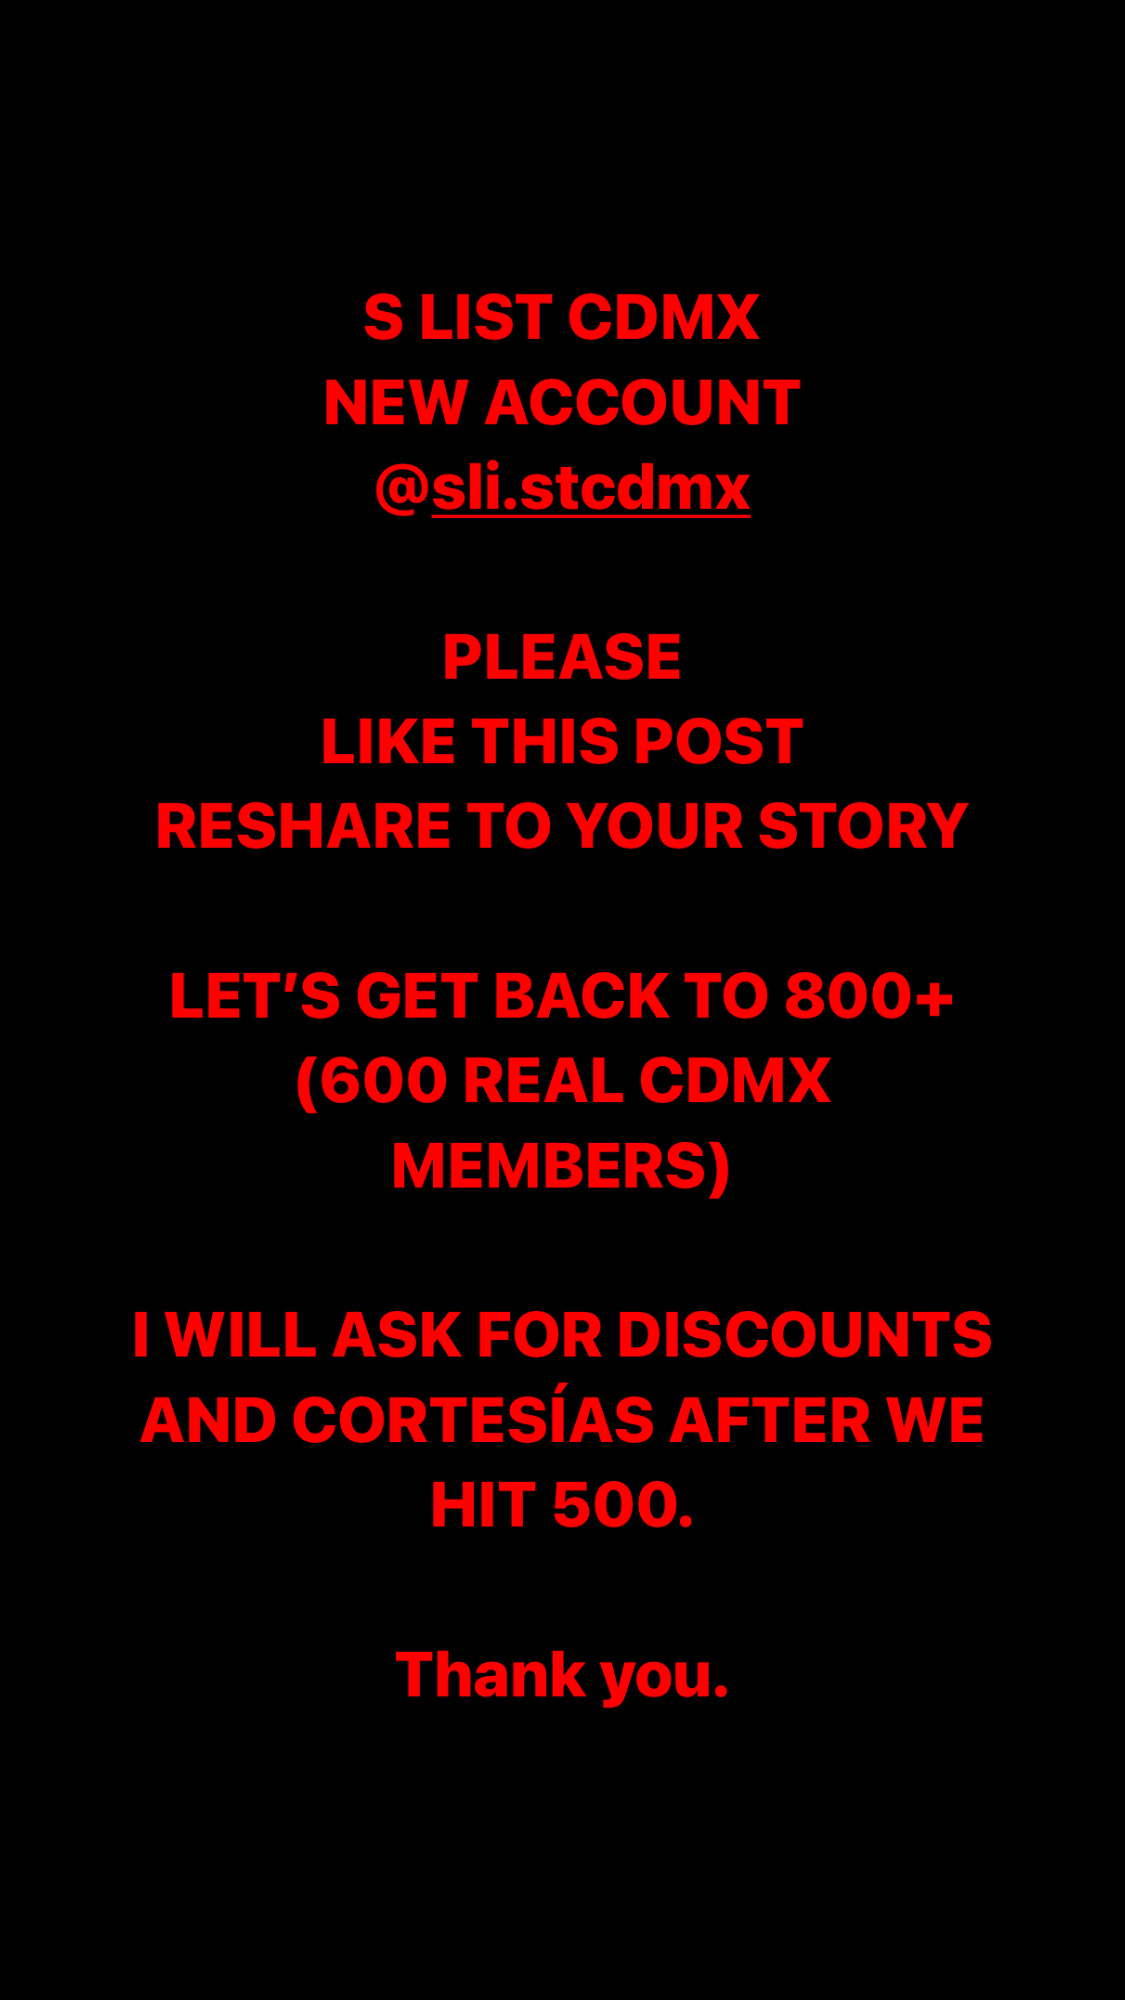 S LIST CDMX
NEW ACCOUNT
@sli.stcdmx
PLEASE
LIKE THIS POST
RESHARE TO YOUR STORY
LET’S GET BACK TO 800+
(600 REAL CDMX
MEMBERS)
I WILL ASK FOR DISCOUNTS
AND CORTESÍAS AFTER WE
HIT 500.
Thank you.